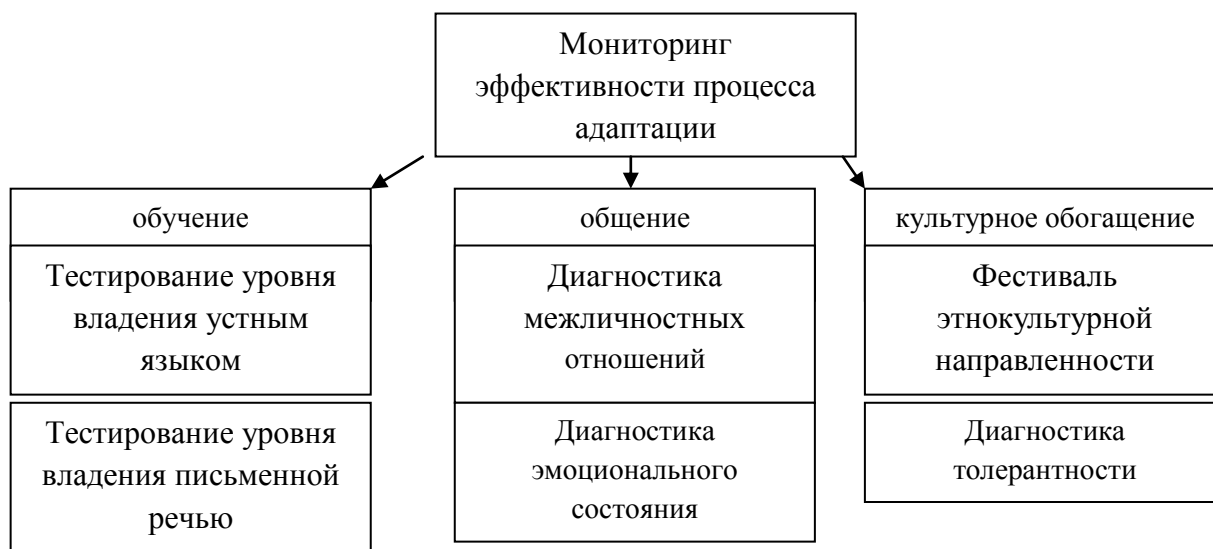 Мониторинг
эффективности процесса
адаптации
обучение
Тестирование уровня
владения устным
языком
Тестирование уровня
владения письменной
речью
общение
Диагностика
межличностных
отношений
Диагностика
эмоционального
состояния
культурное обогащение
Фестиваль
этнокультурной
направленности
Диагностика
толерантности